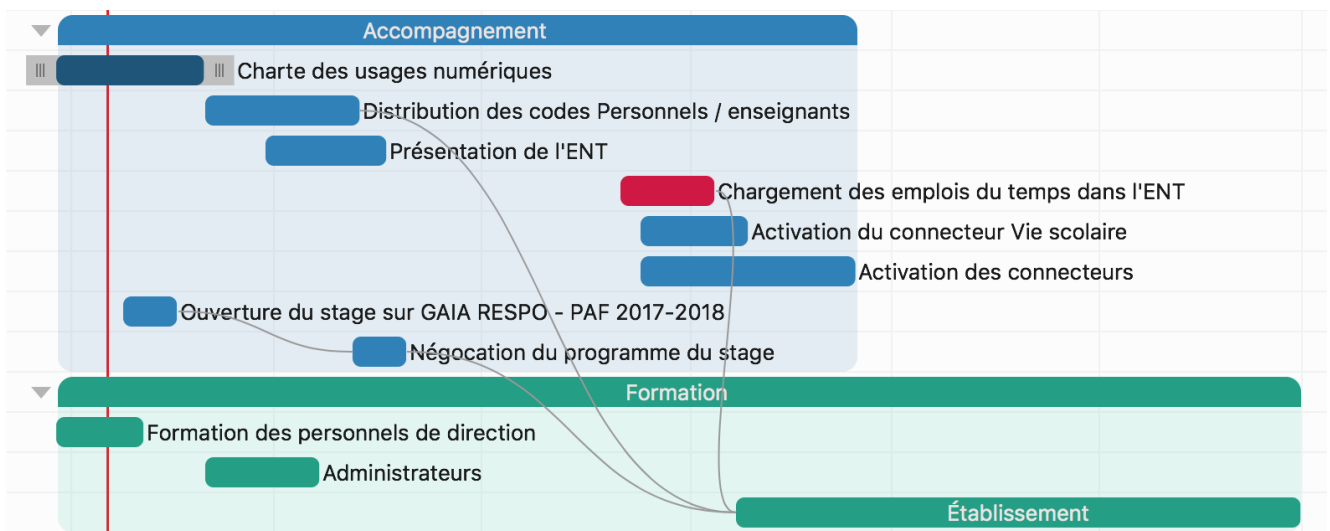 Accompagnement
Charte des usages numériques
Distribution des codes Personnels / enseignants
Présentation de l'ENT
Chargement des emplois du temps dans l'ENT
Activation du connecteur Vie scolaire
Activation des connecteurs
Ouverture du stage sur GAIA RESPO - PAF 2017-2018
Négocation du programme du stage
Formation
Formation des personnels de direction
Administrateurs
Établissement